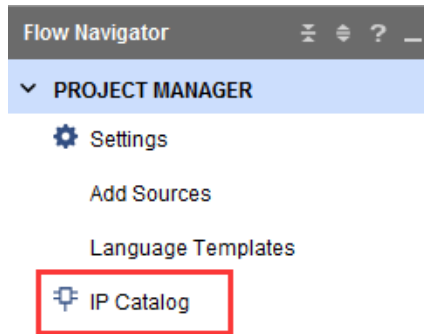 Flow Navigator ?
PROJECT MANAGER
Settings
Add Sources
Language Templates
IP Catalog